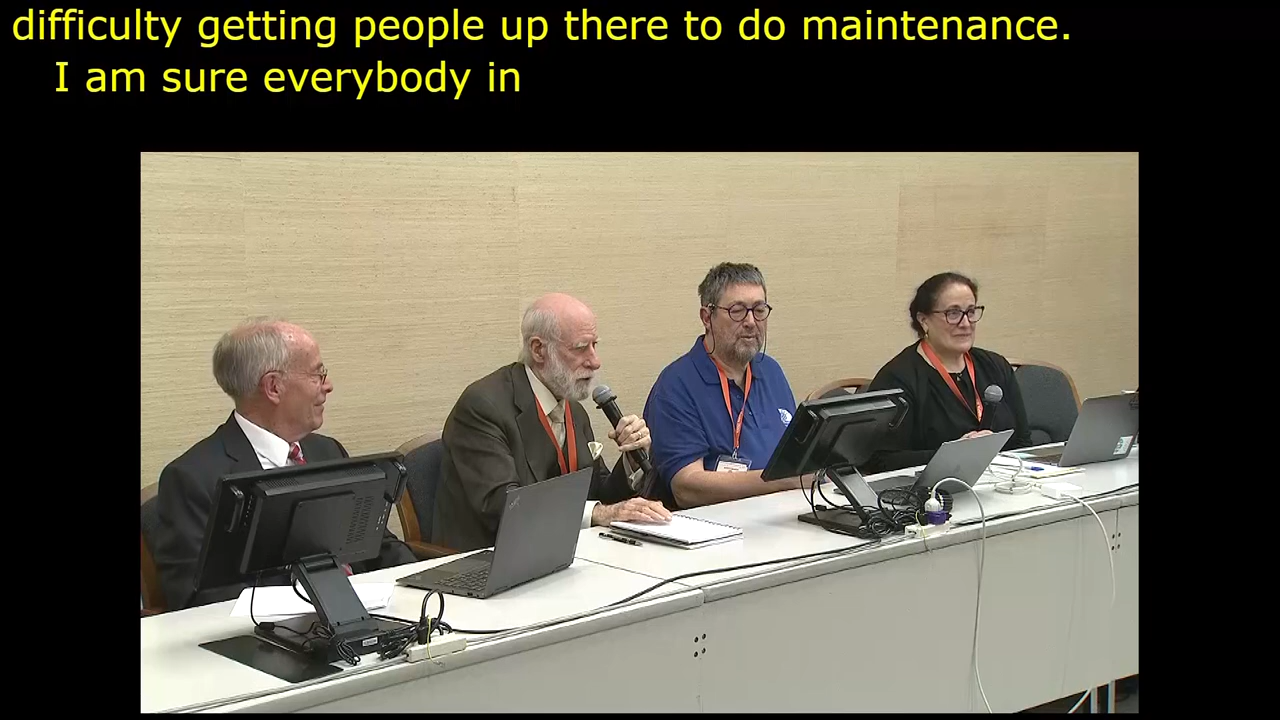 difficulty getting people up there to do maintenance.
I am sure everybody in